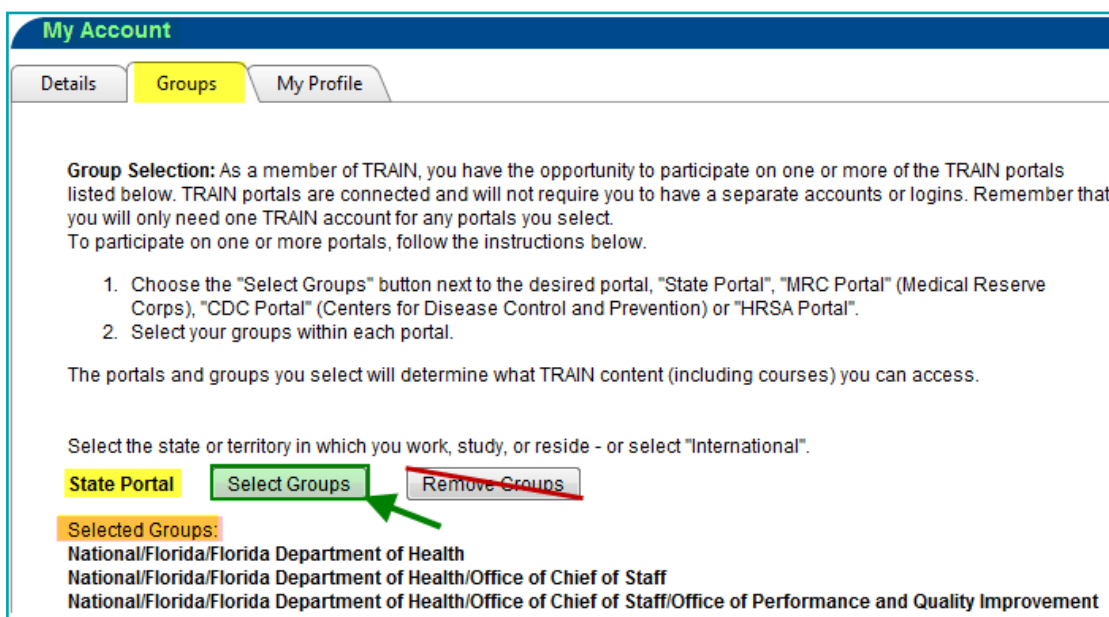 My Account
Details Groups My Profile
Group Selection: As a member of TRAIN, you have the opportunity to participate on one or more of the TRAIN portals
listed below. TRAIN portals are connected and will not require you to have a separate accounts or logins. Remember that
you will only need one TRAIN account for any portals you select.
To participate on one or more portals, follow the instructions below.
1. Choose the "Select Groups" button next to the desired portal, "State Portal", "MRC Portal" (Medical Reserve
Corps), "CDC Portal" (Centers for Disease Control and Prevention) or "HRSA Portal".
2. Select your groups within each portal.
The portals and groups you select will determine what TRAIN content (including courses) you can access.
Select the state or territory in which you work, study, or reside - or select "International".
State Portal Select Groups Remove Groups
Selected Groups:
National/Florida/Florida Department of Health
National/Florida/Florida Department of Health/Office of Chief of Staff
National/Florida/Florida Department of Health/Office of Chief of Staff/Office of Performance and Quality Improvement